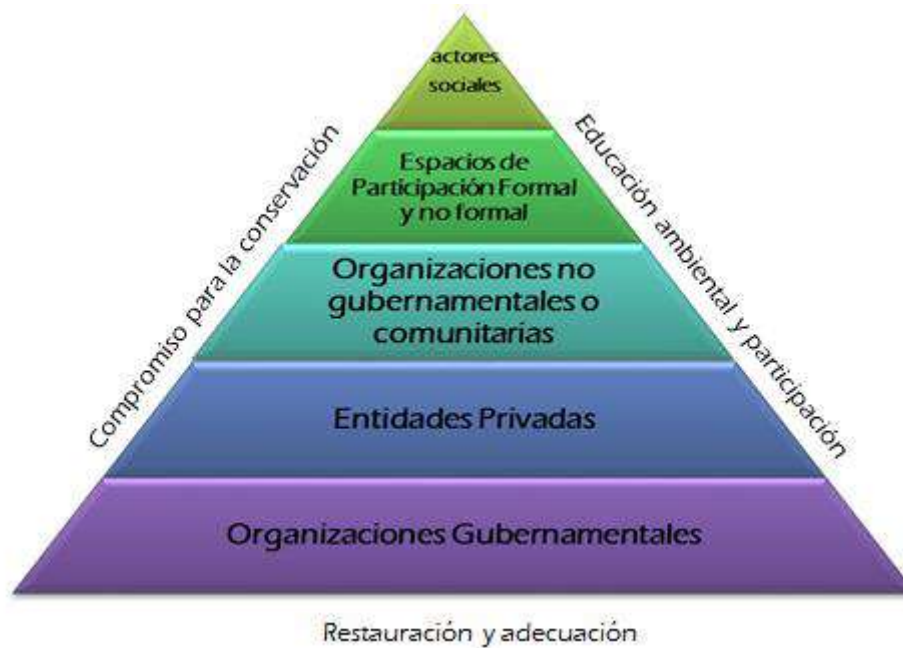 actores
sociales
Espacios de
Participación Formal
y no formal
Organizaciones no
gubernamentales o
comunitarias
Entidades Privadas
Organizaciones Gubernamentales
Compromiso para la conservación
Educación ambiental y participación
Restauración y adecuación